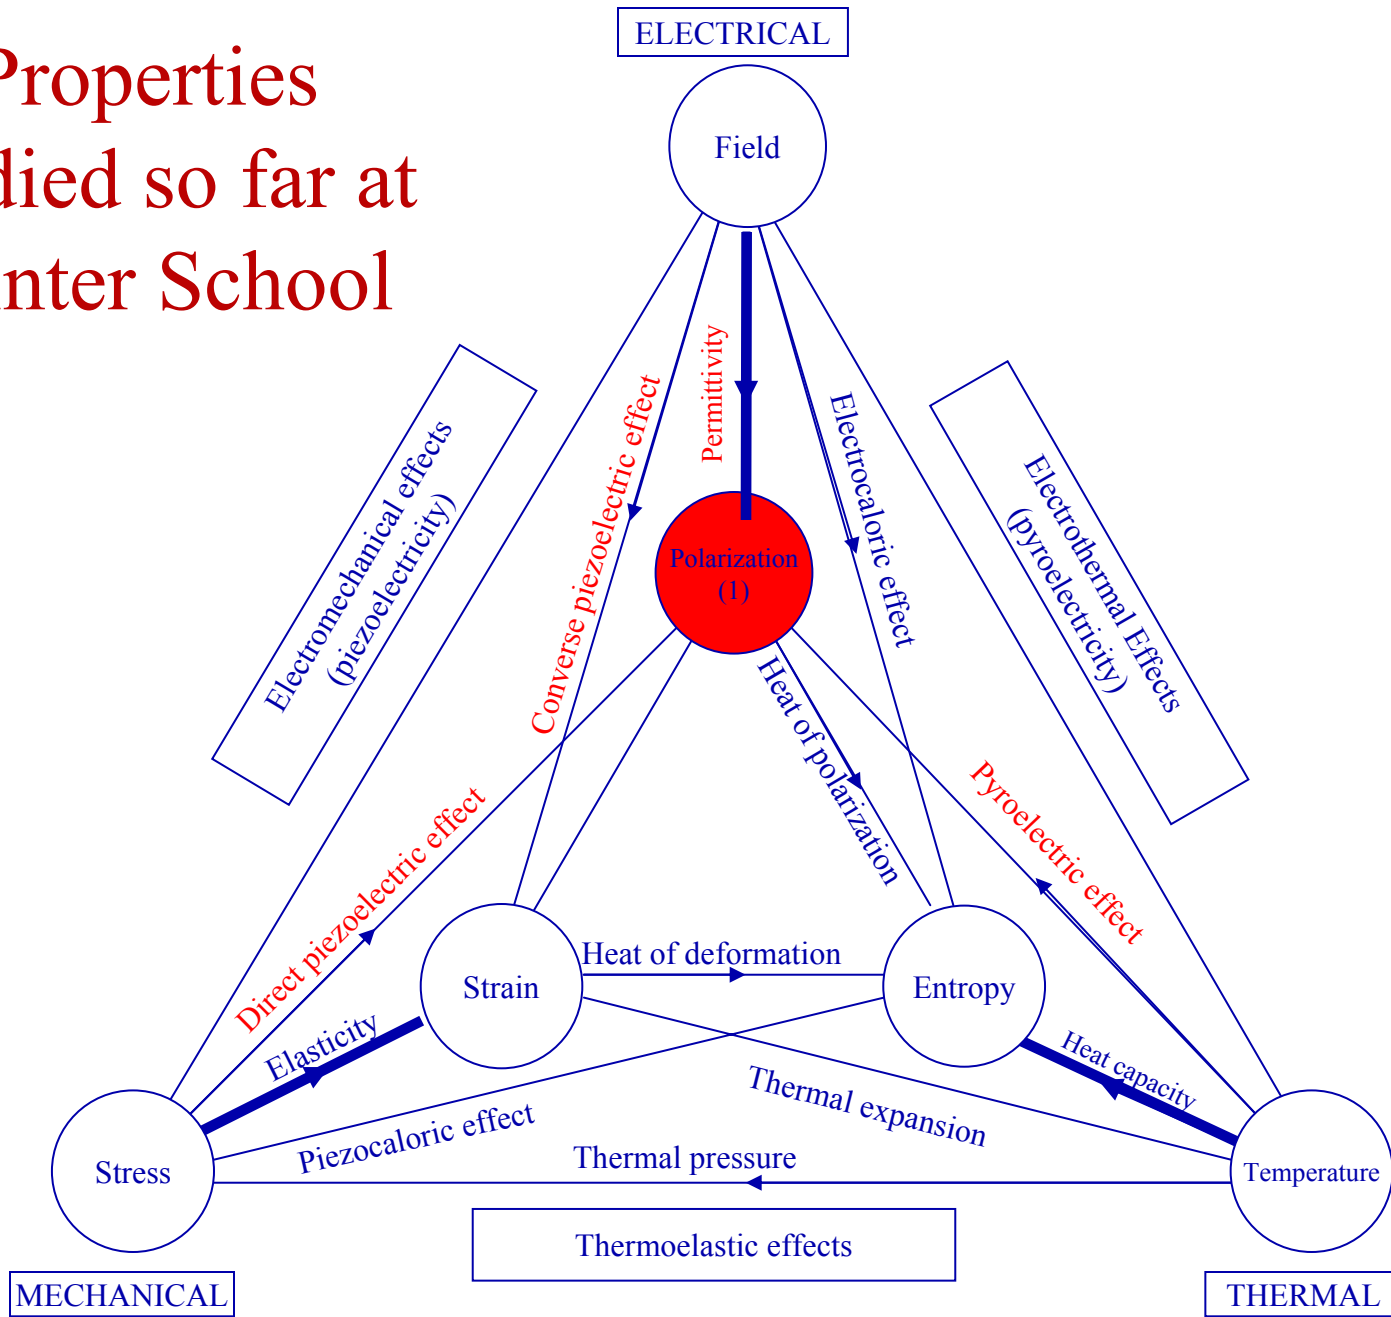 ELECTRICAL
Properties
died so far at
nter School
Field
Permittivity
Converse piezoelectric effect
Electrocaloric effect
Electromechanical effects
(piezoelectricity)
Electrothermal Effects
(pyroelectricity)
Polarization
(1)
Heat of polarization
Direct piezoelectric effect
Pyroelectric effect
Heat of deformation
Strain
Entropy
Elasticity
Heat capacity
Thermal expansion
Piezocaloric effect
Thermal pressure
Stress
Temperature
Thermoelastic effects
MECHANICAL
THERMAL